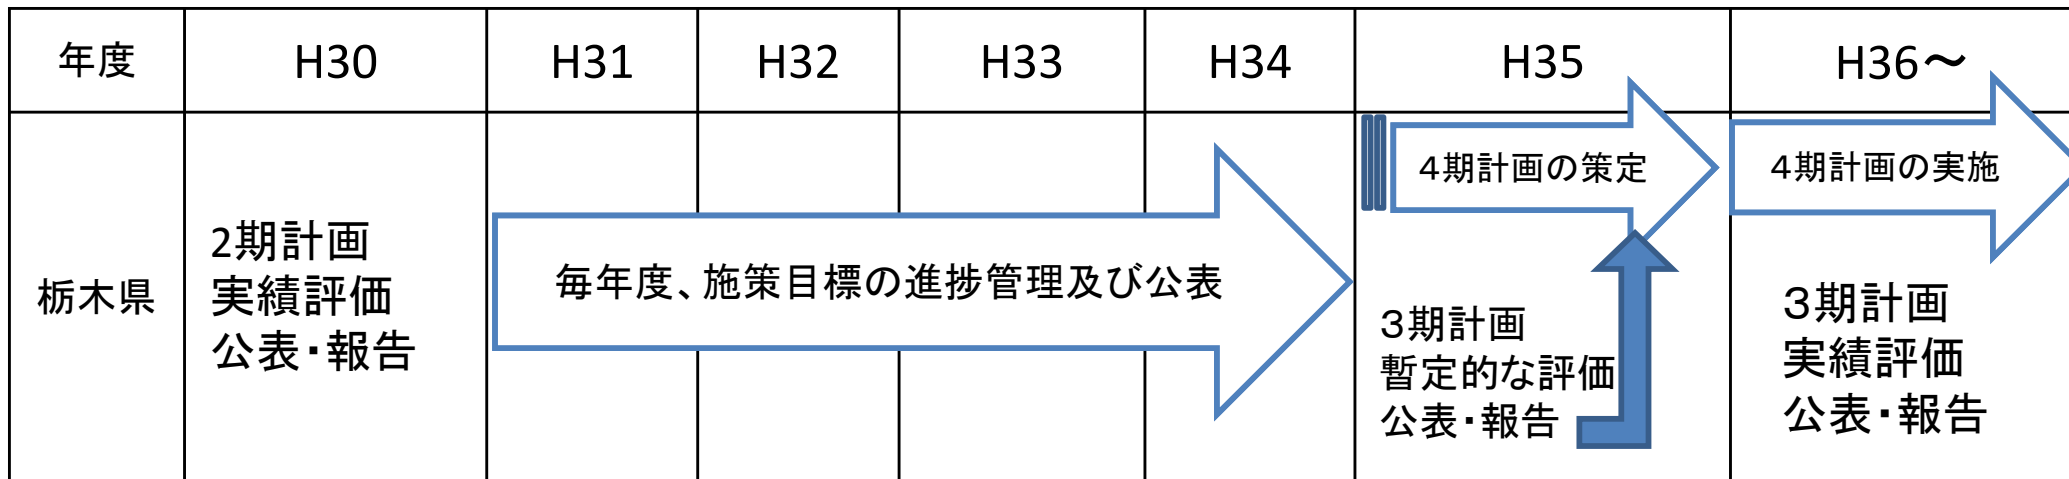 年度
H30
H31
H32
H33
H34
H35
H36～
栃木県
2期計画
実績評価
公表・報告
毎年度、施策目標の進捗管理及び公表
４期計画の策定
３期計画
暫定的な評価
公表・報告
４期計画の実施
３期計画
実績評価
公表・報告